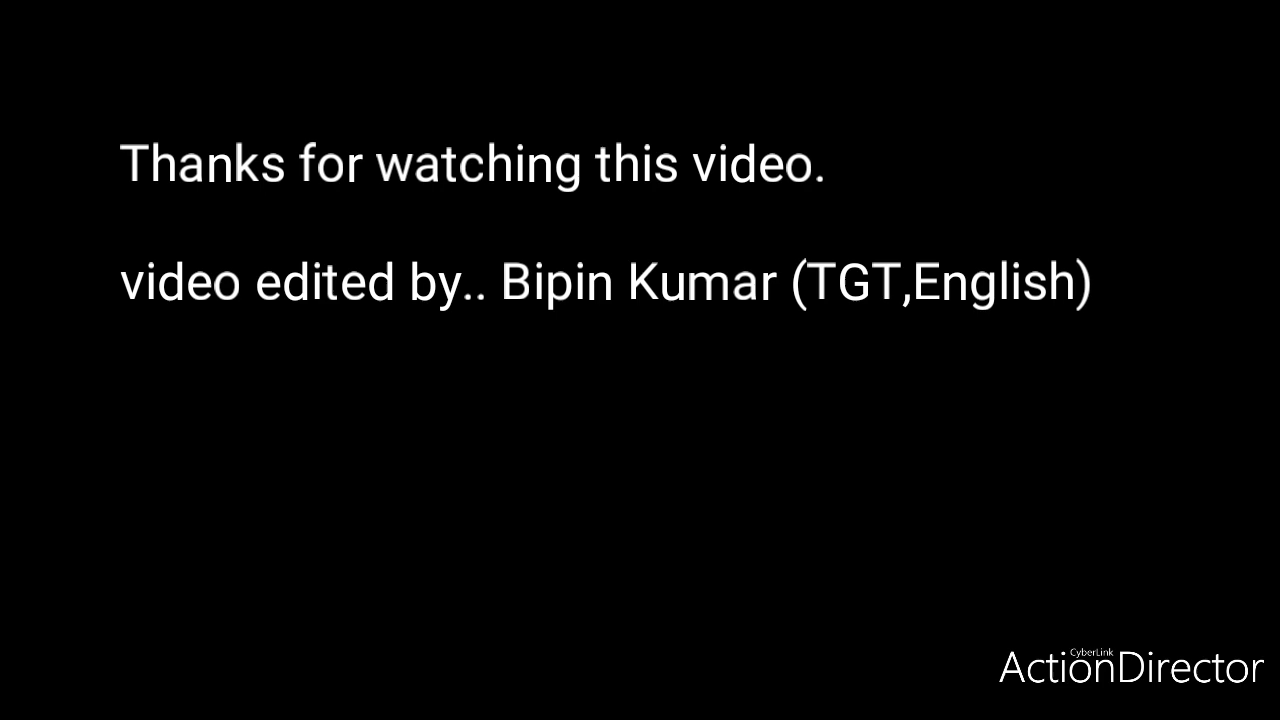 Thanks for watching this video.
video edited by.. Bipin Kumar (TGT,English)
CyberLink
ActionDirector